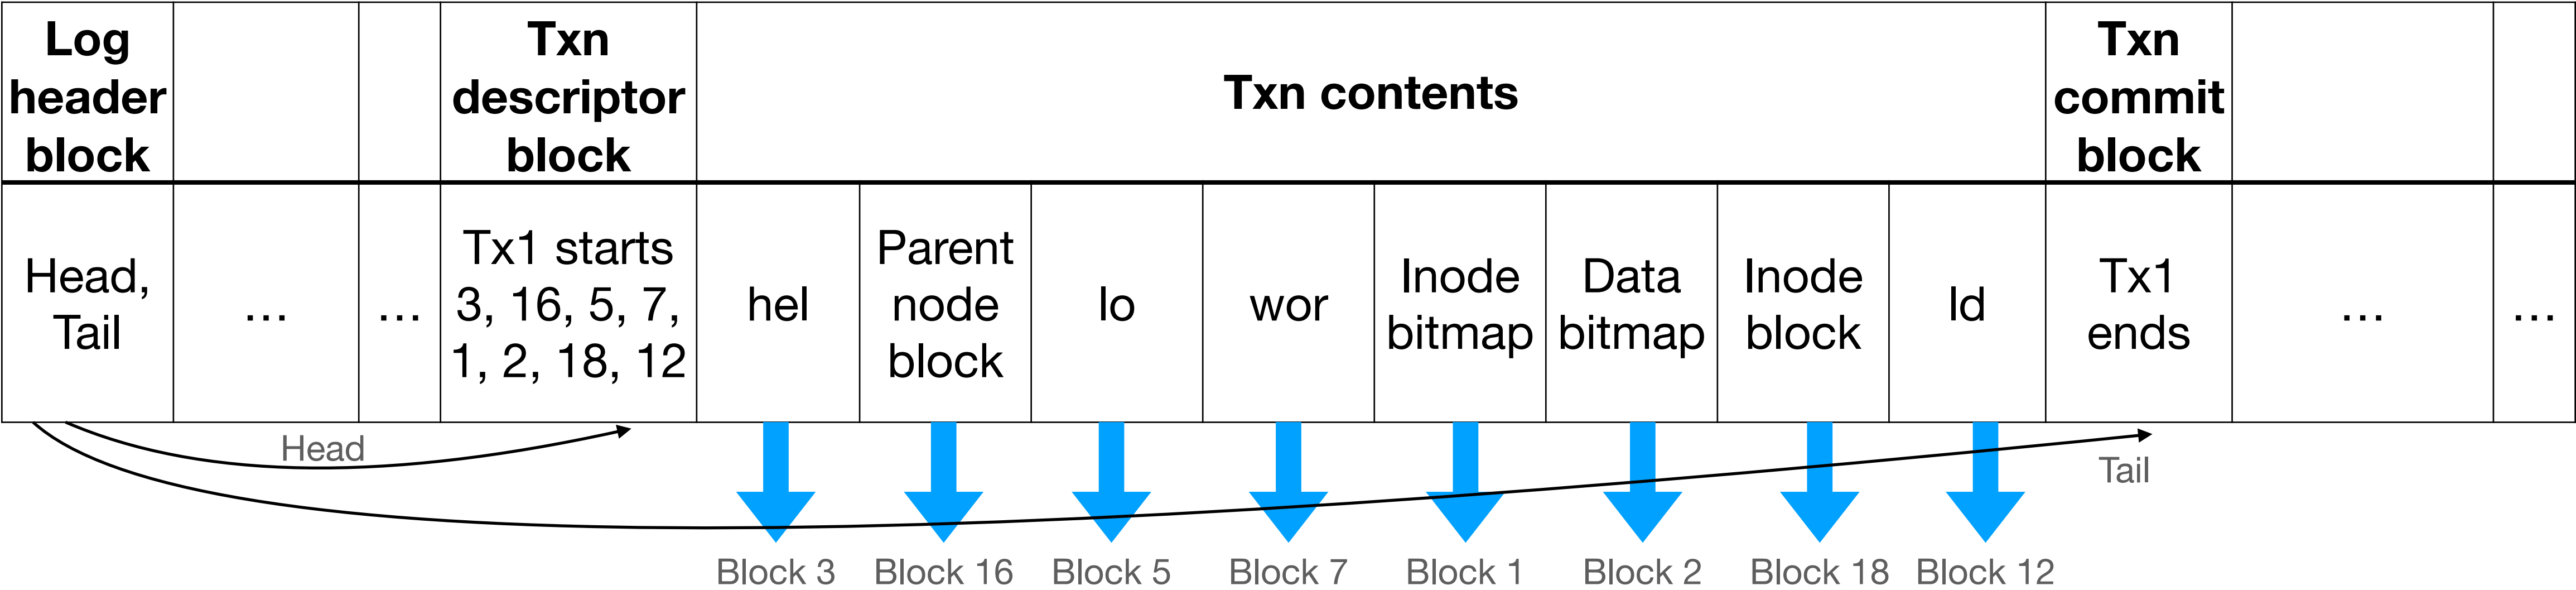 Log
header
block
Txn
descriptor
block
Txn contents
Txn
commit
block
Head,
Tail
...
...
Tx1 starts
3, 16, 5, 7,
1, 2, 18, 12
hel
Parent
node
block
lo
wor
Inode
bitmap
Data
bitmap
Inode
block
ld
Tx1
ends
...
...
Head
Tail
Block 3
Block 16
Block 5
Block 7
Block 1
Block 2
Block 18
Block 12